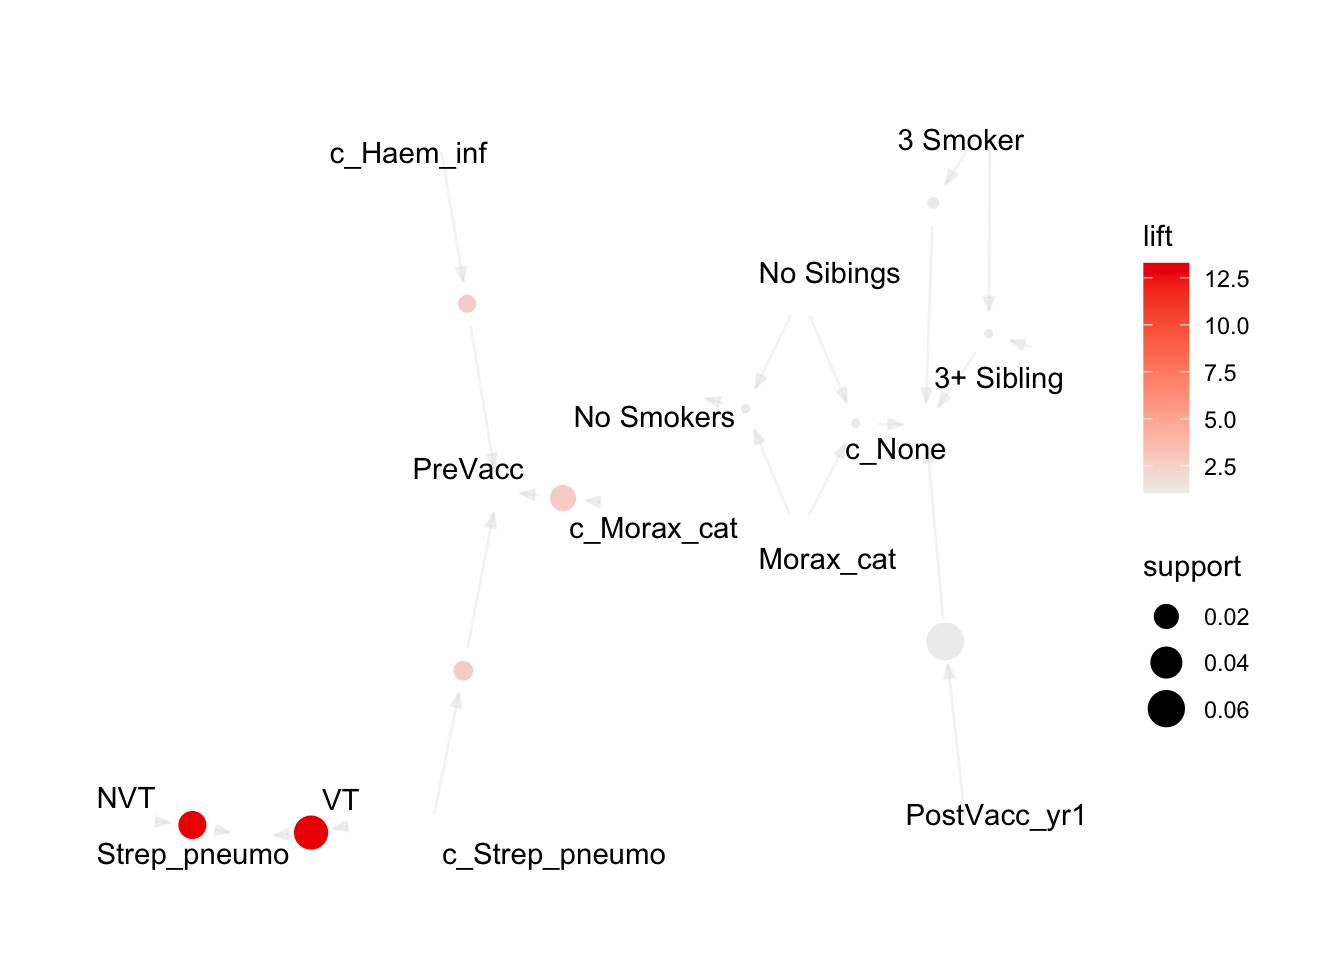 3 Smoker
c_Haem_inf
lift
No Sibings
12.5
10.0
7.5
3+ Sibling
No Smokers
5.0
c_None
PreVacc
2.5
c_Morax_cat
Morax_cat
support
0.02
0.04
0.06
NVT
VT
PostVacc_yr1
Strep_pneumo
c_Strep_pneumo